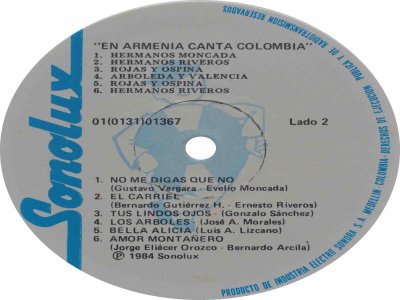 "EN ARMENIA CANTA COLOMBIA"
1. HERMANOS MONCADA
2. HERMANOS RIVEROS
3. ROJAS Y OSPINA
4. ARBOLEDA Y VALENCIA
5. ROJAS Y OSPINA
6. HERMANOS RIVEROS
01(0131)01367 Lado 2
1. NO ME DIGAS QUE NO
(Gustavo Vergara - Evelio Moncada)
2. EL CARRIEL
(Bernardo Gutiérrez H. - Ernesto Riveros)
3. TUS LINDOS OJOS - (Gonzalo Sánchez)
4. LOS ARBOLES - (José A. Morales)
5. BELLA ALICIA - (Luis A. Lizcano)
6. AMOR MONTAÑERO
(Jorge Eliécer Orozco - Bernardo Arcila)
Ⓟ 1984 Sonolux
Sonolux
PRODUCTO DE INDUSTRIA ELECTRO SONORA S.A. MEDELLIN COLOMBIA - DERECHOS DE EJECUCION PUBLICA Y DE RADIOTRANSMISION RESERVADOS